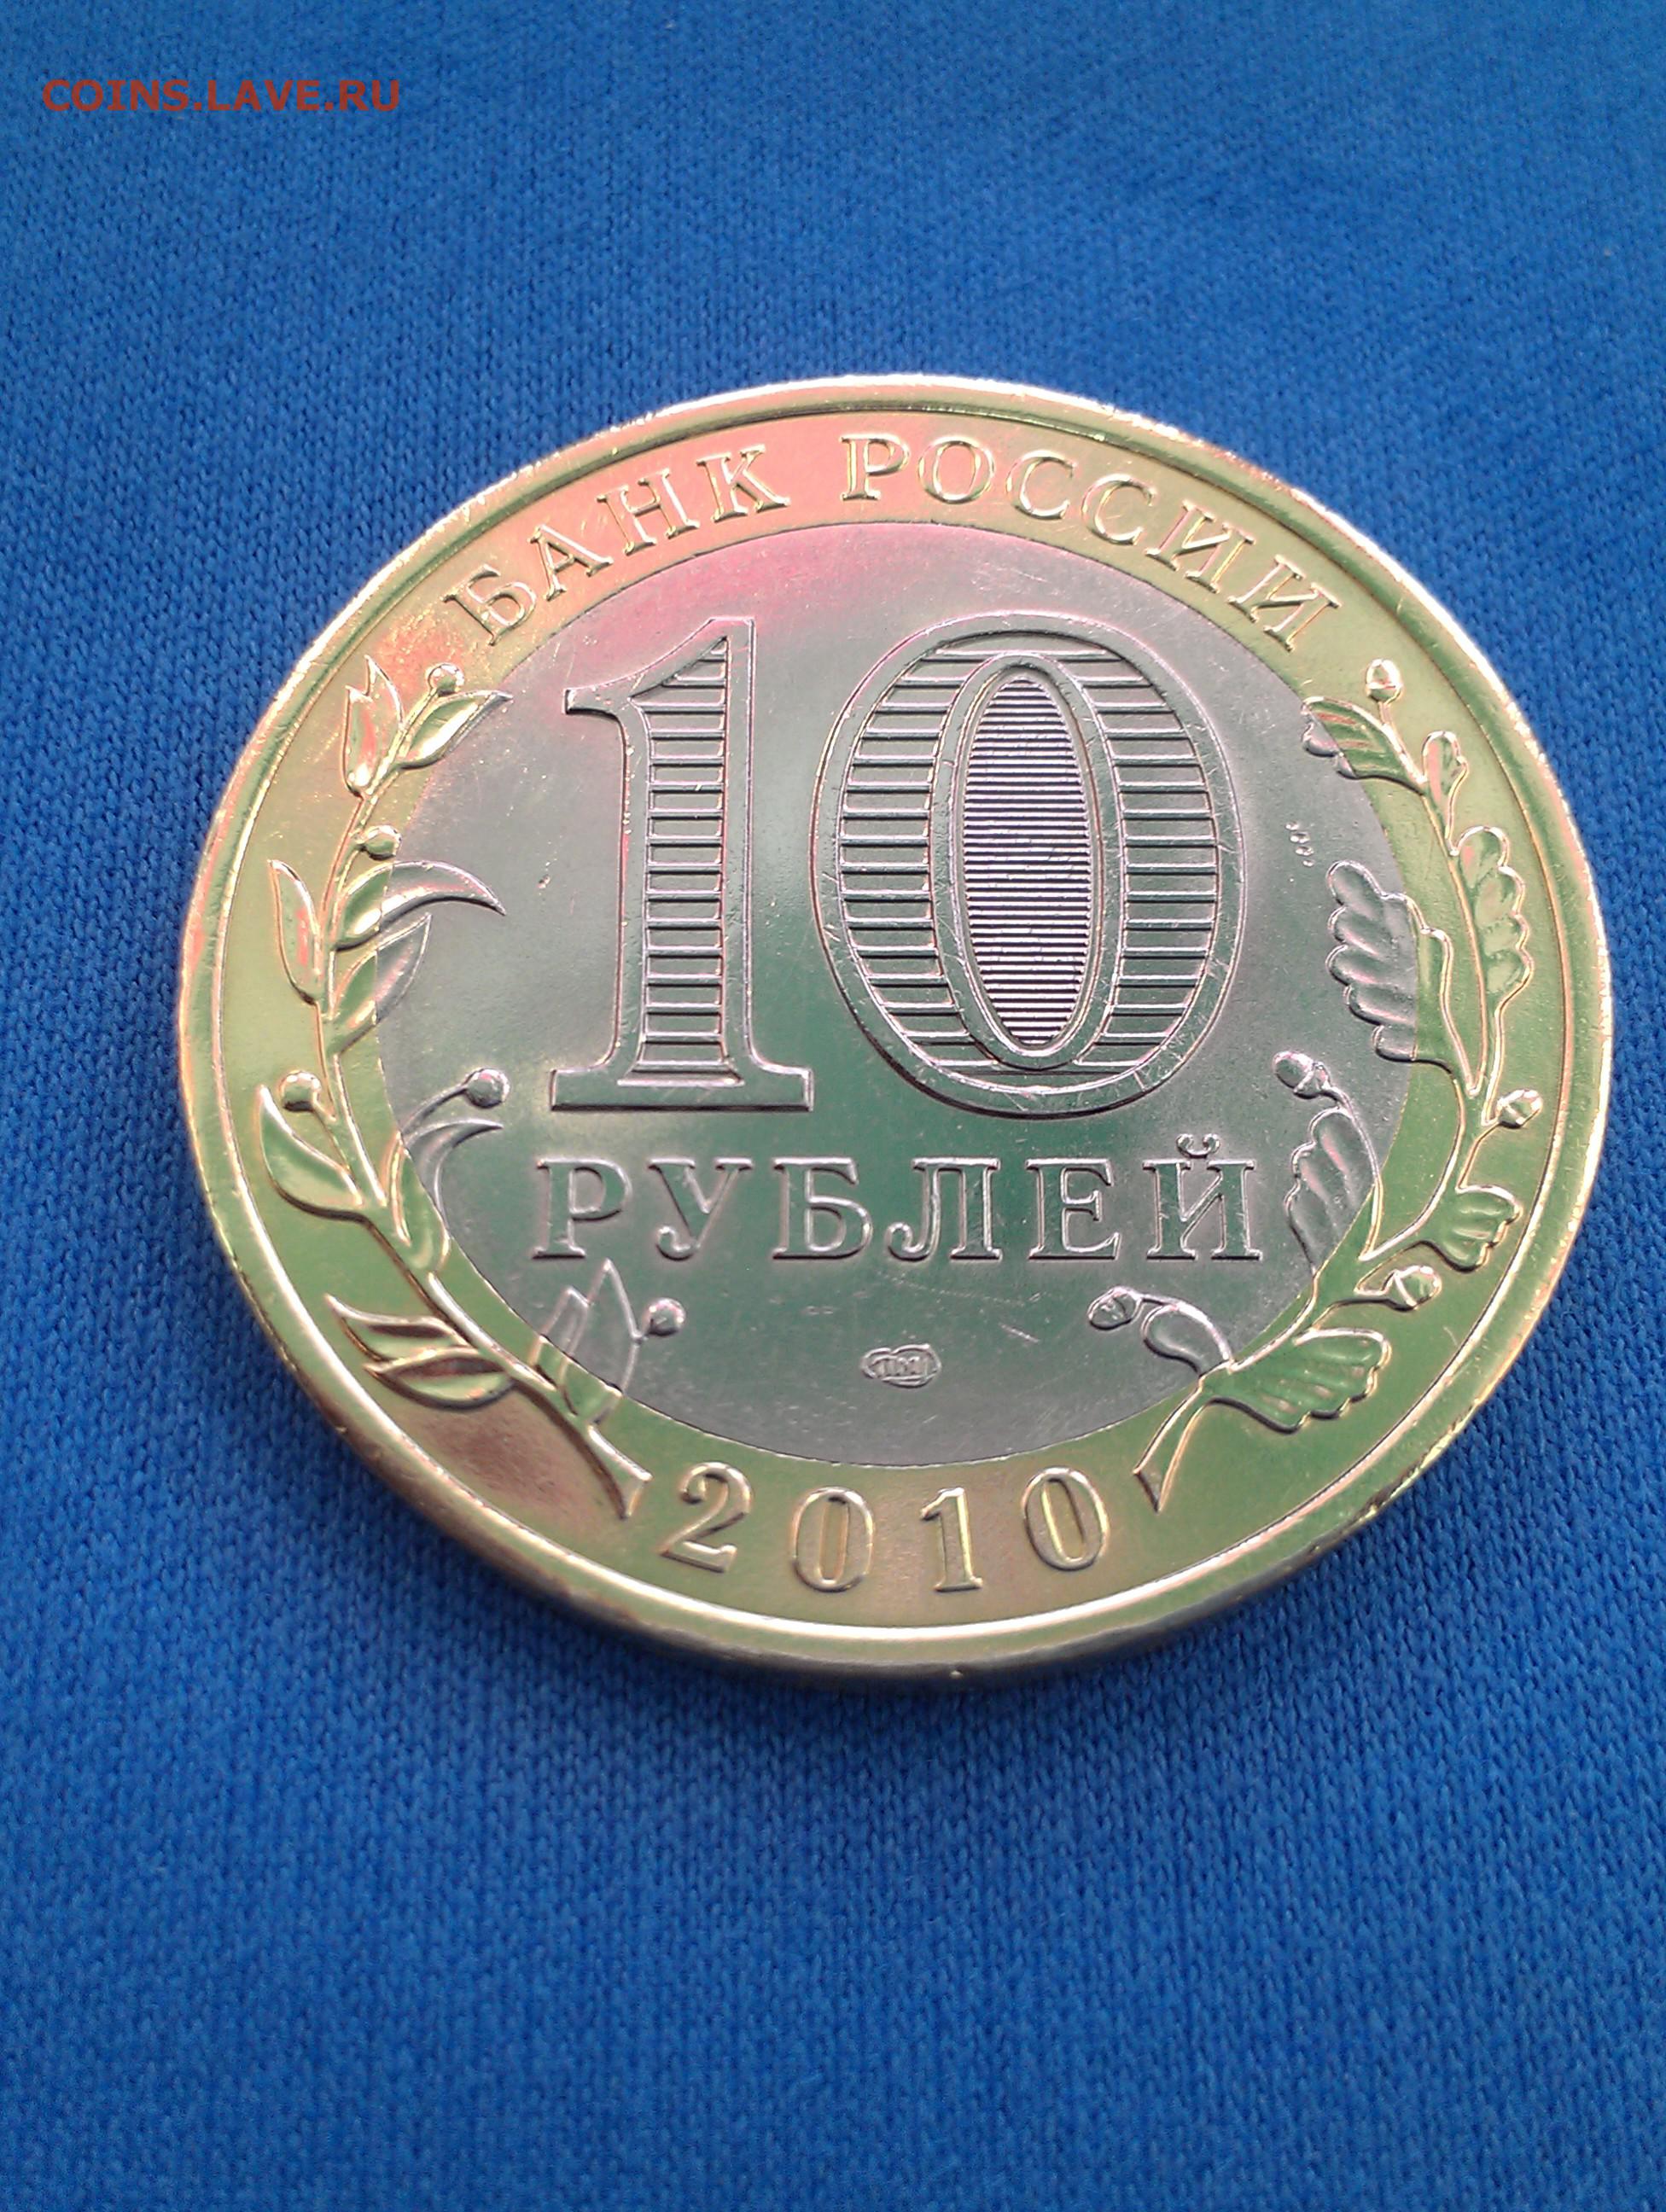 COINS.LAVE.RU
БАНК РОССИИ
10
РУБЛЕЙ
2010